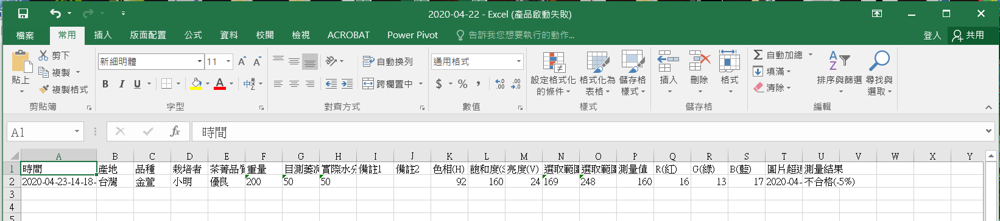 2020-04-22 - Excel (產品啟動失敗)
檔案 常用 插入 版面配置 公式 資料 校閱 檢視 ACROBAT Power Pivot 告訴我您想要執行的動作... 登入 共用
貼上 剪下 複製 複製格式
新細明體 11
B I U A 中
自動換列
跨欄置中
通用格式
$ % ,
設定格式化的條件 格式化為表格 儲存格樣式
插入 刪除 格式
Σ 自動加總
填滿
清除
排序與篩選 尋找與選取
剪貼簿 字型 對齊方式 數值 樣式 儲存格 編輯
A1 fx 時間
A B C D E F G H I J K L M N O P Q R S T U V W X Y
1 時間 產地 品種 栽培者 茶菁品質 重量 目測萎凋 實際水分 備註1 備註2 色相(H) 飽和度(S 亮度(V) 選取範圍 選取範圍 測量值 R(紅) G(綠) B(藍) 圖片超連 測量結果
2 2020-04-23-14-18- 台灣 金萱 小明 優良 200 50 50 92 160 24 169 248 160 16 13 17 2020-04- 不合格(-5%)
3
4
5